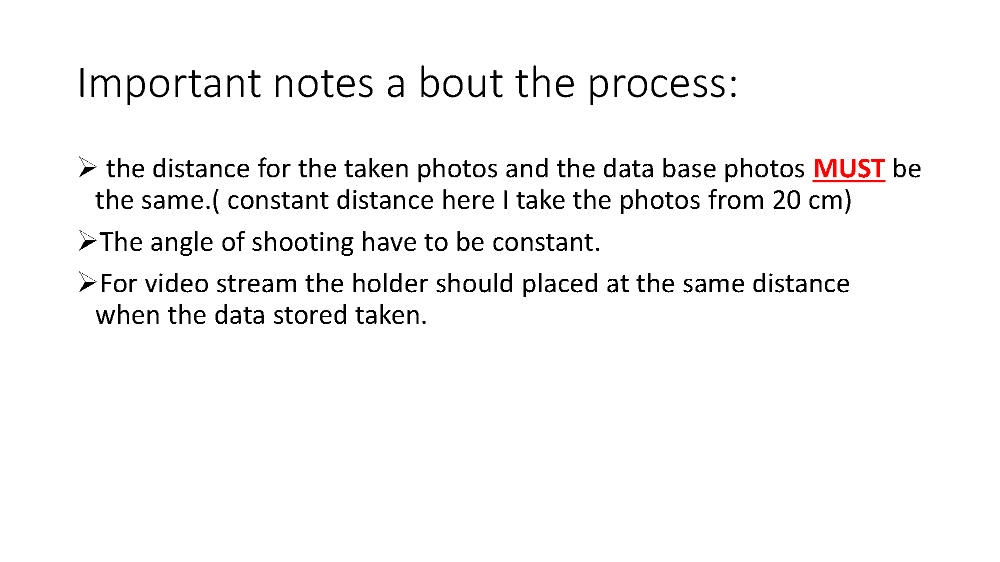 Important notes a bout the process:
➢ the distance for the taken photos and the data base photos MUST be
the same.( constant distance here I take the photos from 20 cm)
➢The angle of shooting have to be constant.
➢For video stream the holder should placed at the same distance
when the data stored taken.